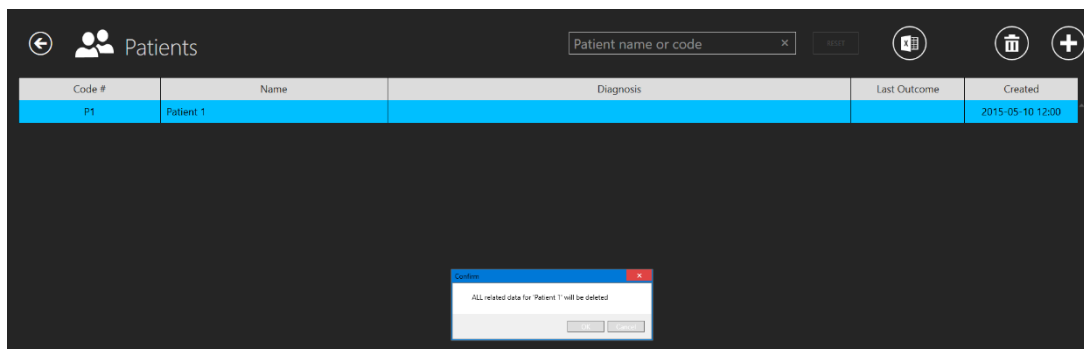 Patients
Patient name or code
RESET
Code # Name Diagnosis Last Outcome Created
P1 Patient 1 2015-05-10 12:00
Confirm
ALL related data for 'Patient 1' will be deleted
OK Cancel